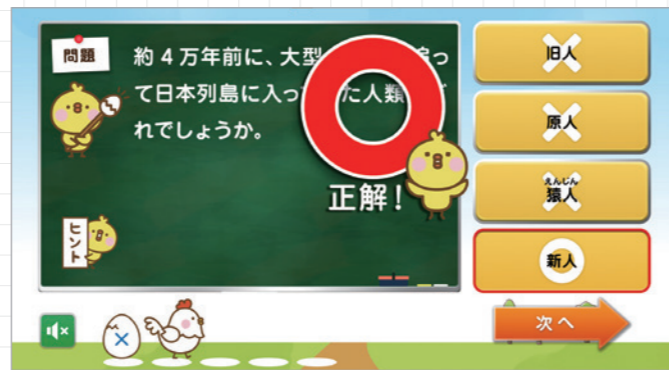 問題
約4万年前に、大型 追っ
て日本列島に入っ た人類
れでしょうか。
正解!
ヒント
旧人
原人
えんじん
猿人
新人
次へ